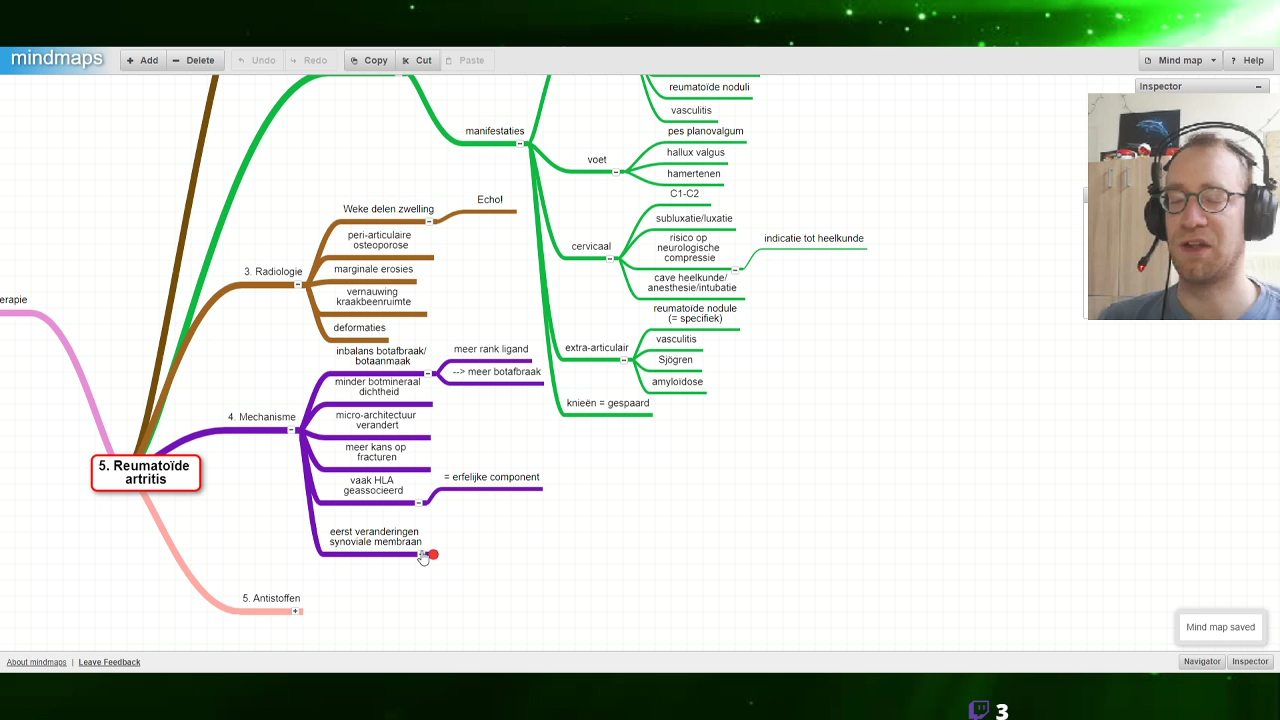 mindmaps
Add
Delete
Undo
Redo
Copy
Cut
Paste
Mind map
? Help
Inspector
reumatoïde noduli
vasculitis
manifestaties
pes planovalgum
voet
hallux valgus
hamertenen
Weke delen zwelling
Echo!
C1-C2
subluxatie/luxatie
peri-articulaire
osteoporose
cervicaal
risico op
neurologische
compressie
indicatie tot heelkunde
3. Radiologie
marginale erosies
cave heelkunde/
anesthesie/intubatie
erapie
vernauwing
kraakbeenruimte
deformaties
reumatoïde nodule
(= specifiek)
extra-articulair
vasculitis
Sjögren
amyloïdose
inbalans botafbraak/
botaanmaak
meer rank ligand
--> meer botafbraak
minder botmineraal
dichtheid
knieën = gespaard
4. Mechanisme
micro-architectuur
verandert
meer kans op
fracturen
5. Reumatoïde
artritis
vaak HLA
geassocieerd
= erfelijke component
eerst veranderingen
synoviale membraan
5. Antistoffen
Mind map saved
About mindmaps | Leave Feedback
Navigator
Inspector
3